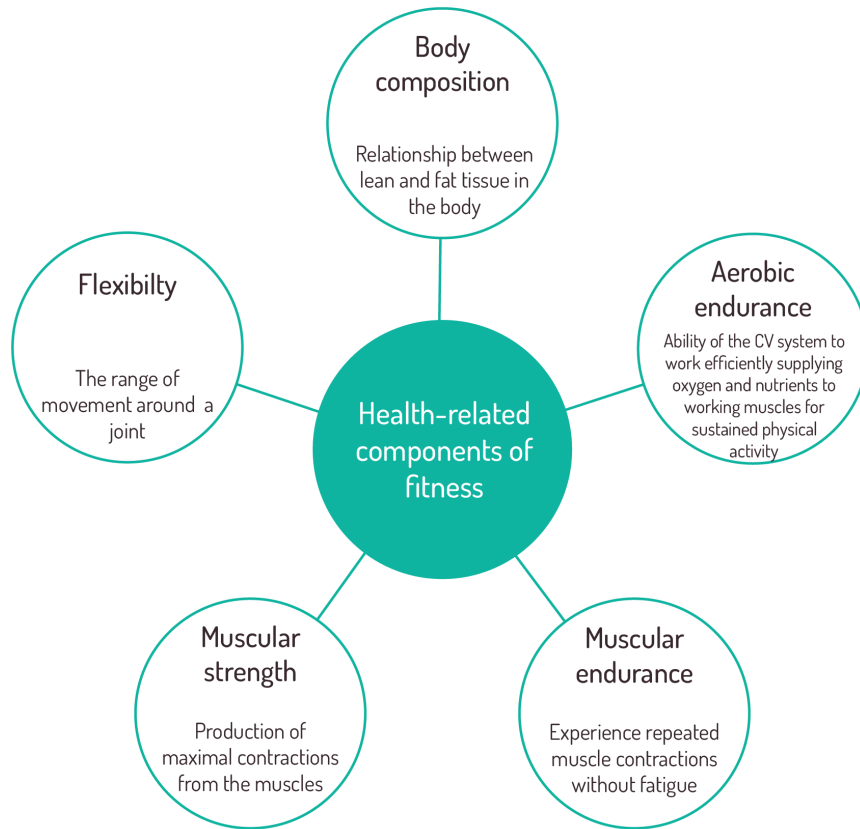 Body
composition
Relationship between
lean and fat tissue in
the body
Flexibilty
The range of
movement around a
joint
Aerobic
endurance
Ability of the CV system to
work efficiently supplying
oxygen and nutrients to
working muscles for
sustained physical
activity
Health-related
components of
fitness
Muscular
strength
Production of
maximal contractions
from the muscles
Muscular
endurance
Experience repeated
muscle contractions
without fatigue